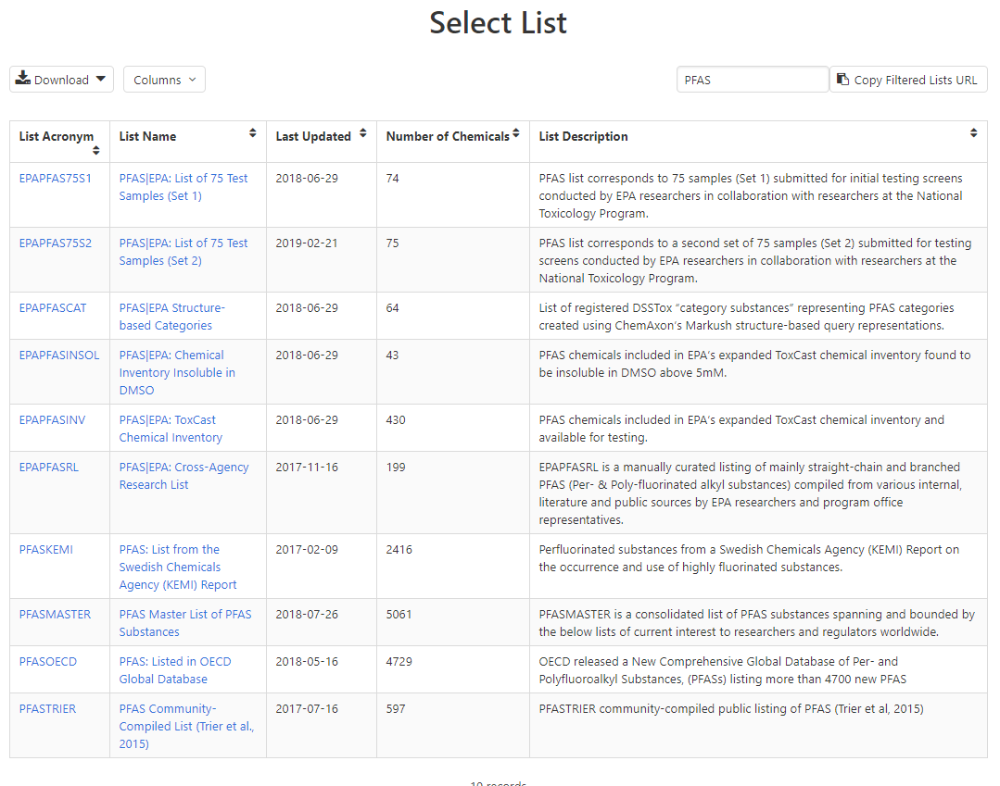 Select List
Download
Columns
PFAS
Copy Filtered Lists URL
List Acronym
List Name
Last Updated
Number of Chemicals
List Description
EPAPFAS75S1
PFAS|EPA: List of 75 Test
Samples (Set 1)
2018-06-29
74
PFAS list corresponds to 75 samples (Set 1) submitted for initial testing screens
conducted by EPA researchers in collaboration with researchers at the National
Toxicology Program.
EPAPFAS75S2
PFAS|EPA: List of 75 Test
Samples (Set 2)
2019-02-21
75
PFAS list corresponds to a second set of 75 samples (Set 2) submitted for testing
screens conducted by EPA researchers in collaboration with researchers at the
National Toxicology Program.
EPAPFASCAT
PFAS|EPA Structure-
based Categories
2018-06-29
64
List of registered DSSTox “category substances” representing PFAS categories
created using ChemAxon’s Markush structure-based query representations.
EPAPFASINSOL
PFAS|EPA: Chemical
Inventory Insoluble in
DMSO
2018-06-29
43
PFAS chemicals included in EPA’s expanded ToxCast chemical inventory found to
be insoluble in DMSO above 5mM.
EPAPFASINV
PFAS|EPA: ToxCast
Chemical Inventory
2018-06-29
430
PFAS chemicals included in EPA’s expanded ToxCast chemical inventory and
available for testing.
EPAPFASRL
PFAS|EPA: Cross-Agency
Research List
2017-11-16
199
EPAPFASRL is a manually curated listing of mainly straight-chain and branched
PFAS (Per- & Poly-fluorinated alkyl substances) compiled from various internal,
literature and public sources by EPA researchers and program office
representatives.
PFASKEMI
PFAS: List from the
Swedish Chemicals
Agency (KEMI) Report
2017-02-09
2416
Perfluorinated substances from a Swedish Chemicals Agency (KEMI) Report on
the occurrence and use of highly fluorinated substances.
PFASMASTER
PFAS Master List of PFAS
Substances
2018-07-26
5061
PFASMASTER is a consolidated list of PFAS substances spanning and bounded by
the below lists of current interest to researchers and regulators worldwide.
PFASOECD
PFAS: Listed in OECD
Global Database
2018-05-16
4729
OECD released a New Comprehensive Global Database of Per- and
Polyfluoroalkyl Substances, (PFASs) listing more than 4700 new PFAS
PFASTRIER
PFAS Community-
Compiled List (Trier et al.,
2015)
2017-07-16
597
PFASTRIER community-compiled public listing of PFAS (Trier et al, 2015)
10 records